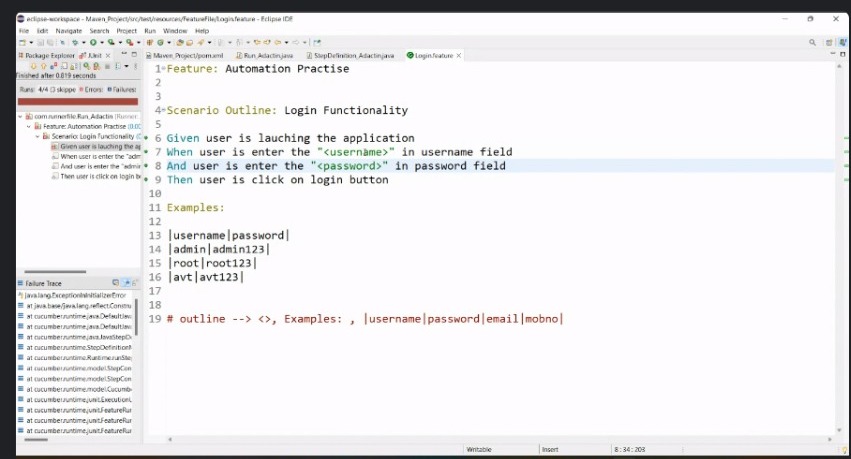 eclipse-workspace - Maven_Project/src/test/resources/FeatureFile/Login.feature - Eclipse IDE
File Edit Navigate Search Project Run Window Help
Package Explorer JUnit
Maven_Project/pom.xml Run_Adactin.java StepDefinition_Adactin.java Login.feature
Finished after 0.819 seconds
Runs: 4/4 Errors: Failures:
com.runnerfile.Run_Adactin [Runner:
Feature: Automation Practise
Scenario: Login Functionality
Given user is lauching the
When user is enter the "adm
And user is enter the "admi
Then user is click on login b
1 Feature: Automation Practise
2
3
4 Scenario Outline: Login Functionality
5
6 Given user is lauching the application
7 When user is enter the "<username>" in username field
8 And user is enter the "<password>" in password field
9 Then user is click on login button
10
11 Examples:
12
13 |username|password|
14 |admin|admin123|
15 |root|root123|
16 |avt|avt123|
17
18
19 # outline --> <>, Examples: , |username|password|email|mobno|
Failure Trace
java.lang.ExceptionInInitializerError
at java.base/java.lang.reflect.Constru
at cucumber.runtime.java.DefaultJav
at cucumber.runtime.java.DefaultJav
at cucumber.runtime.java.JavaStepD
at cucumber.runtime.StepDefinition
at cucumber.runtime.Runtime.runSte
at cucumber.runtime.model.StepCon
at cucumber.runtime.model.StepCon
at cucumber.runtime.model.Cucumb
at cucumber.runtime.junit.Execution
at cucumber.runtime.junit.FeatureRu
at cucumber.runtime.junit.FeatureRu
at cucumber.runtime.junit.FeatureRu
Writable Insert 8 : 34 : 203